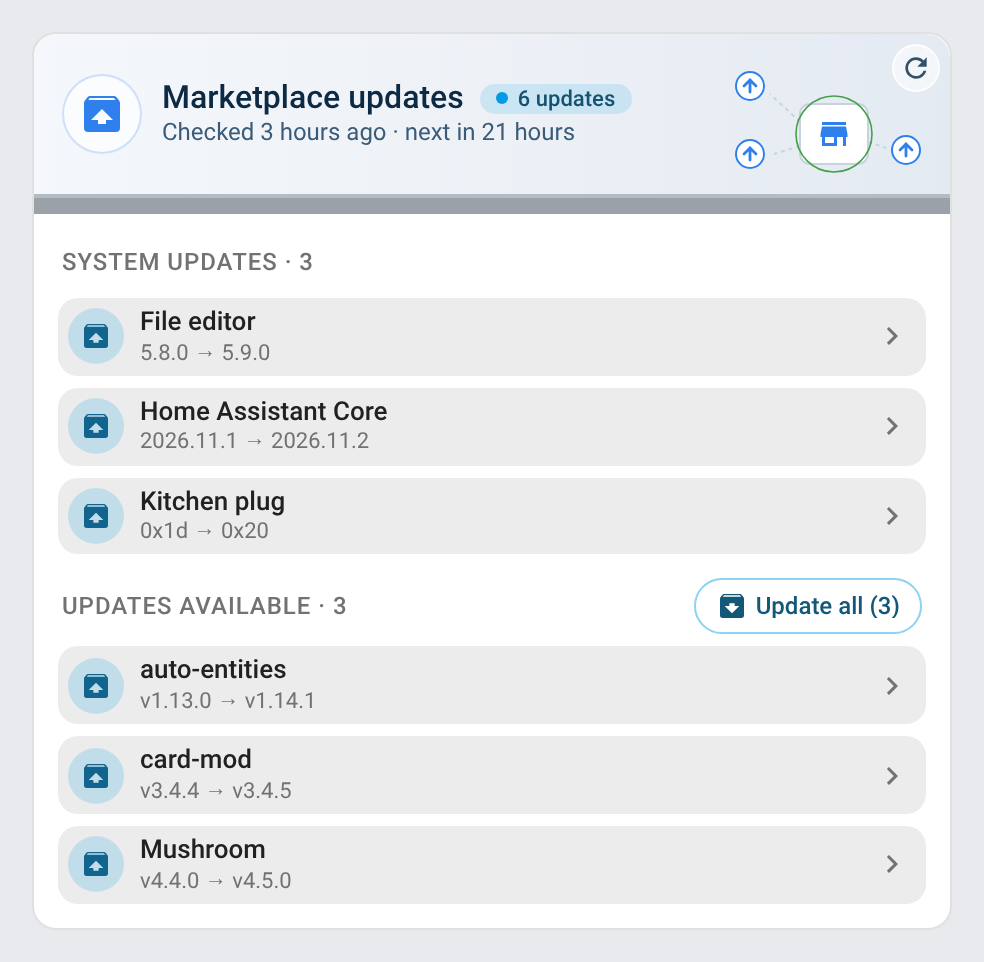 Marketplace updates
6 updates
Checked 3 hours ago · next in 21 hours
SYSTEM UPDATES · 3
File editor
5.8.0 → 5.9.0
Home Assistant Core
2026.11.1 → 2026.11.2
Kitchen plug
0x1d → 0x20
UPDATES AVAILABLE · 3
Update all (3)
auto-entities
v1.13.0 → v1.14.1
card-mod
v3.4.4 → v3.4.5
Mushroom
v4.4.0 → v4.5.0